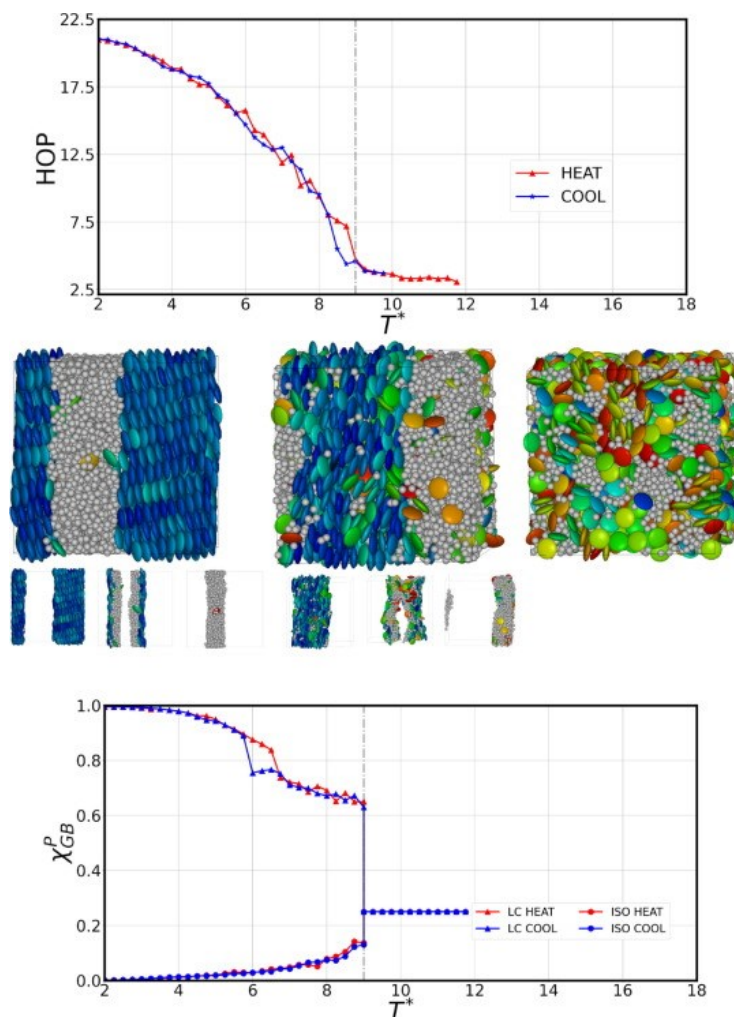 22.5
17.5
12.5
7.5
2.5
HOP
HEAT
COOL
2 4 6 8 10 12 14 16 18
T*
1.0
0.8
0.6
0.4
0.2
0.0
χ^P_GB
LC HEAT ISO HEAT
LC COOL ISO COOL
2 4 6 8 10 12 14 16 18
T*